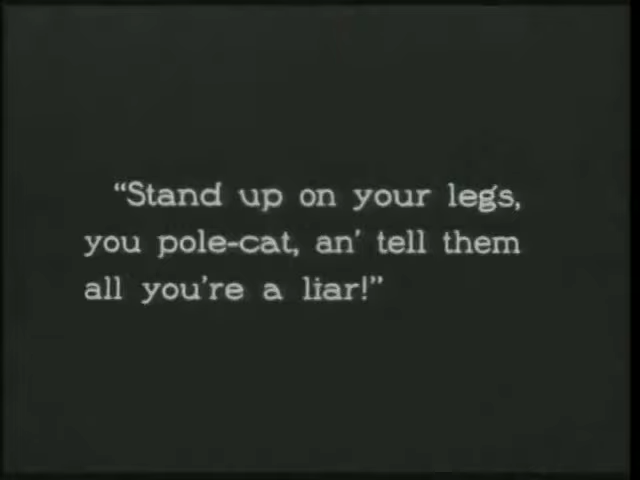 “Stand up on your legs,
you pole-cat, an’ tell them
all you’re a liar!”